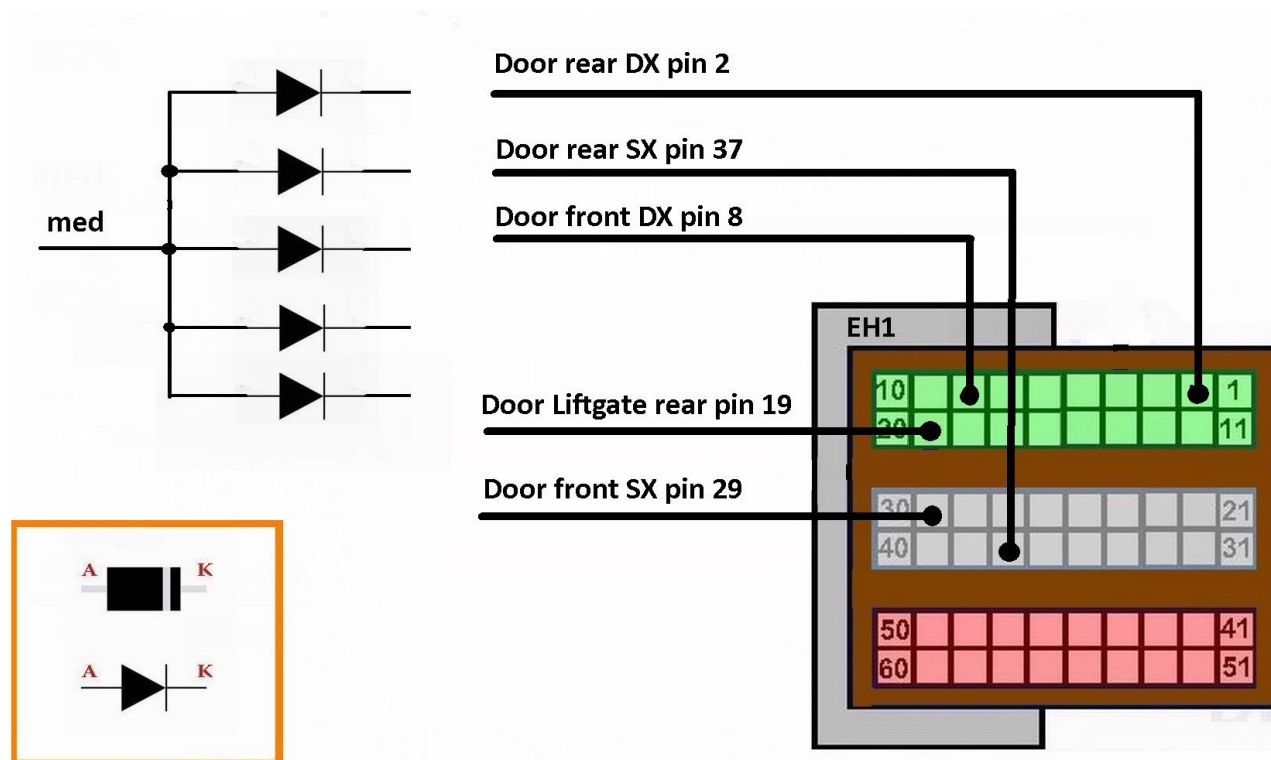 Door rear DX pin 2
Door rear SX pin 37
med
Door front DX pin 8
EH1
10 1
Door Liftgate rear pin 19
20 11
Door front SX pin 29
30 21
40 31
A K
50 41
A K
60 51